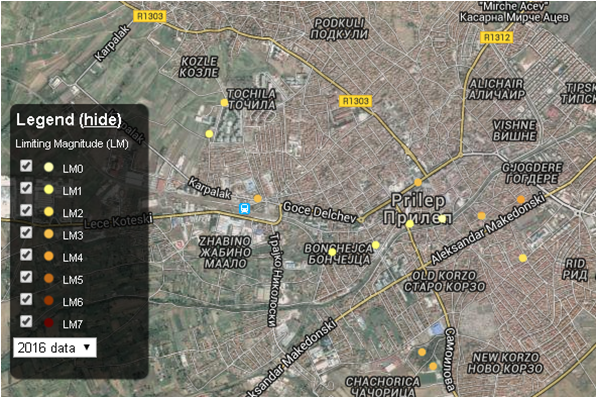 "Mirche Acev"
Касарна Мирче Ацев
R1303
PODKULI
ПОДКУЛИ
R1312
Karpalak
KOZLE
КОЗЛЕ
ALICHAIR
АЛИЧАИР
TIPSK
ТИПСК
TOCHILA
ТОЧИЛА
R1303
Legend (hide)
Limiting Magnitude (LM)
LM0
LM1
LM2
LM3
LM4
LM5
LM6
LM7
2016 data
VISHNE
ВИШНЕ
GJOGDERE
ГОГДЕРЕ
Karpalak
Karpalak
Prilep
Прилеп
Goce Delchev
Lece Koteski
ZHABINO
ЖАБИНО
МААЛО
BONCHEJCA
БОНЧЕЈЦА
Aleksandar Makedonski
RID
РИД
Трајко Николоски
OLD KORZO
СТАРО КОРЗО
Aleksandar Makedonski
Самоилова
NEW KORZO
НОВО КОРЗО
CHACHORICA
ЧАЧОРИЦА